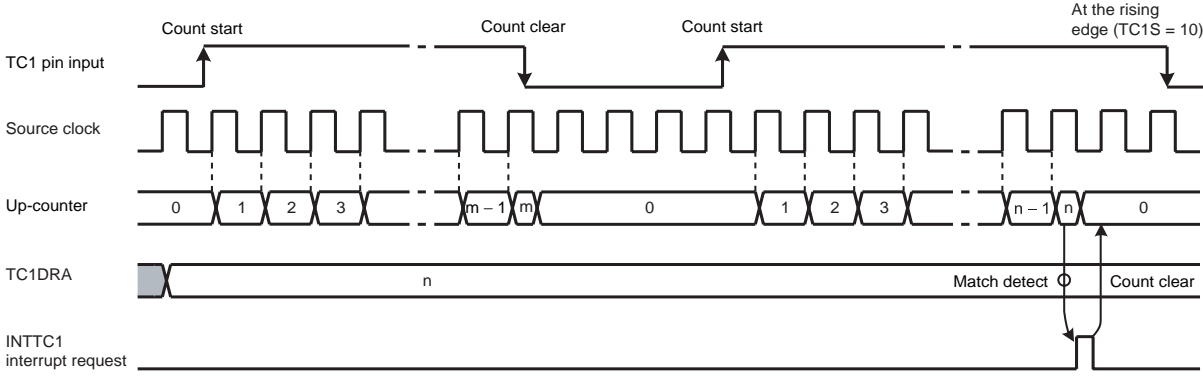 At the rising
edge (TC1S = 10)
Count start
Count clear
Count start
TC1 pin input
Source clock
Up-counter
0 1 2 3 m – 1 m 0 1 2 3 n – 1 n 0
TC1DRA
n
Match detect
Count clear
INTTC1
interrupt request